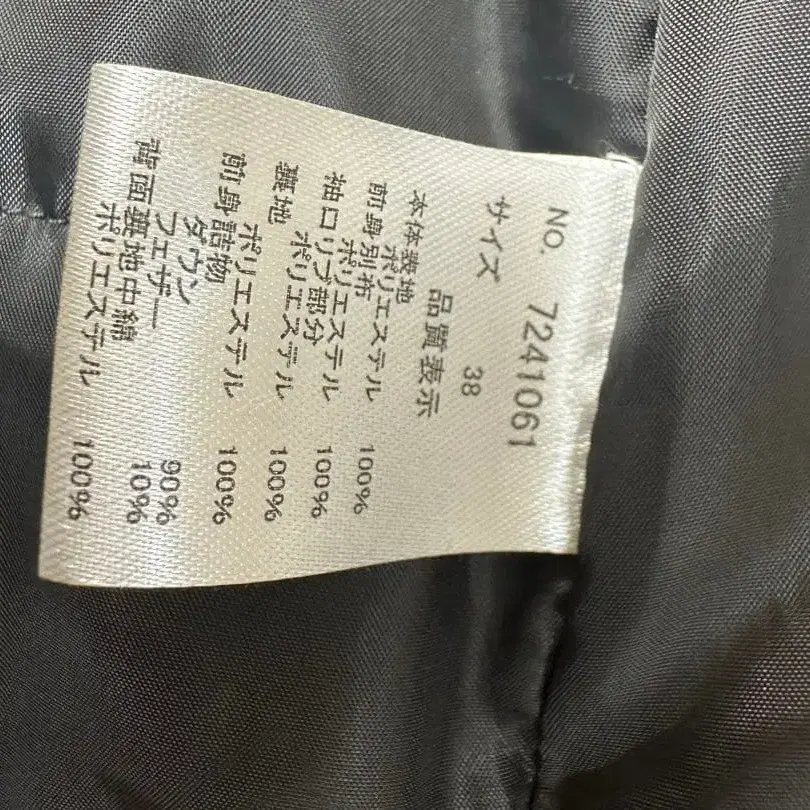 NO. 7241061
サイズ 38
品質表示
本体表地
ポリエステル 100%
前身別布
ポリエステル 100%
袖口リブ部分
ポリエステル 100%
裏地
ポリエステル 100%
前身詰物
ダウン 90%
フェザー 10%
背面裏地中綿
ポリエステル 100%